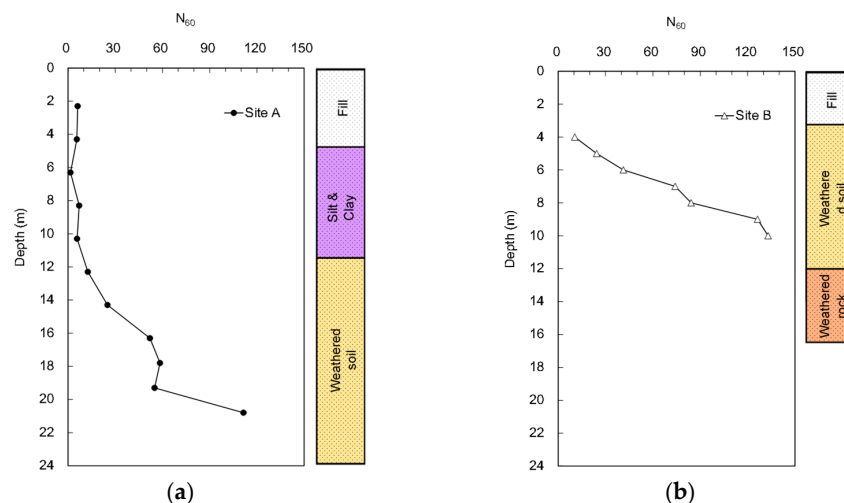 N60
0 30 60 90 120 150
0
2
4
6
8
10
12
14
16
18
20
22
24
Depth (m)
Site A
Fill
Silt &
Clay
Weathered
soil
(a)
N60
0 30 60 90 120 150
0
2
4
6
8
10
12
14
16
18
20
22
24
Depth (m)
Site B
Fill
Weathere
d soil
Weathered
rock
(b)